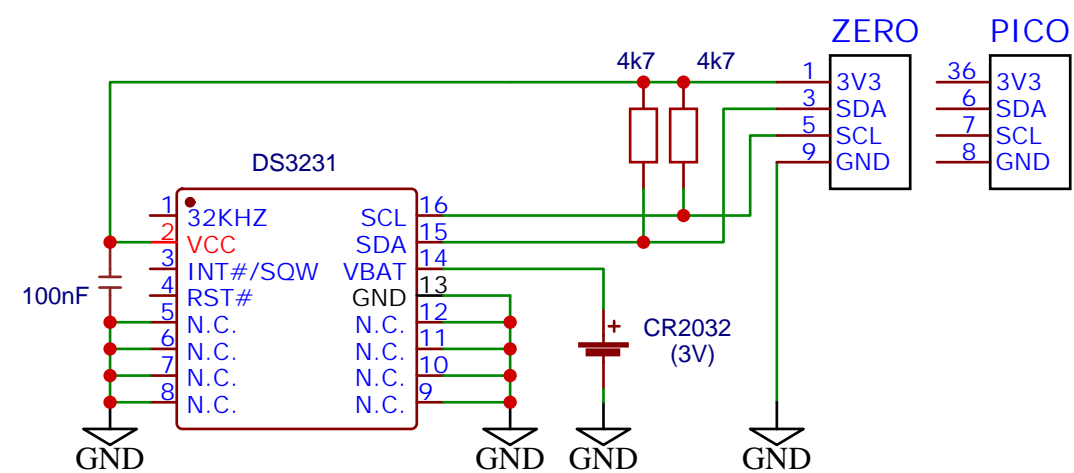 ZERO PICO
4k7 4k7
1 3V3 36 3V3
3 SDA 6 SDA
5 SCL 7 SCL
9 GND 8 GND
DS3231
1 32KHZ SCL 16
2 VCC SDA 15
3 INT#/SQW VBAT 14
4 RST# GND 13
5 N.C. N.C. 12
6 N.C. N.C. 11
7 N.C. N.C. 10
8 N.C. N.C. 9
100nF
+ CR2032
(3V)
GND GND GND GND